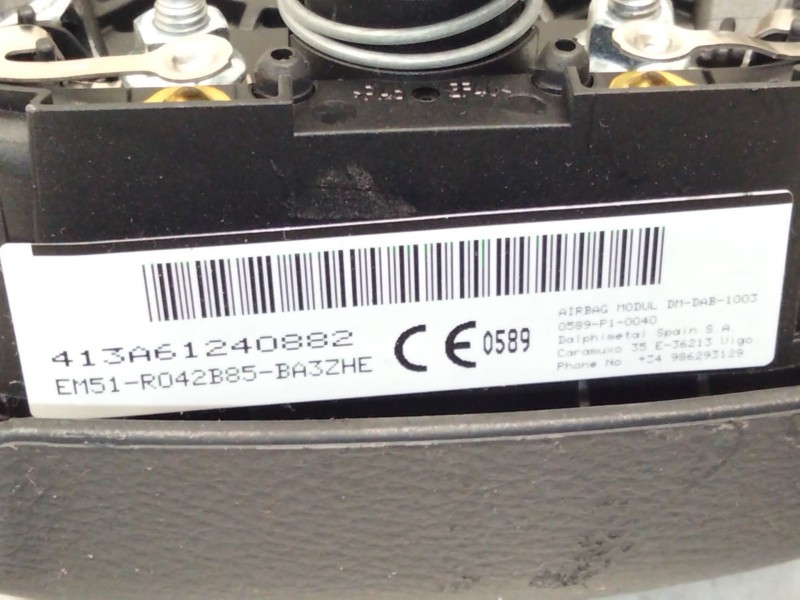 413A61240882
EM51-R042B85-BA3ZHE
CE 0589
AIRBAG MODUL DM-DAB-1003
0589-P1-0040
Dalphimetal Spain S.A
Caramuxo 35 E-36213 Vigo
Phone No +34 986293129